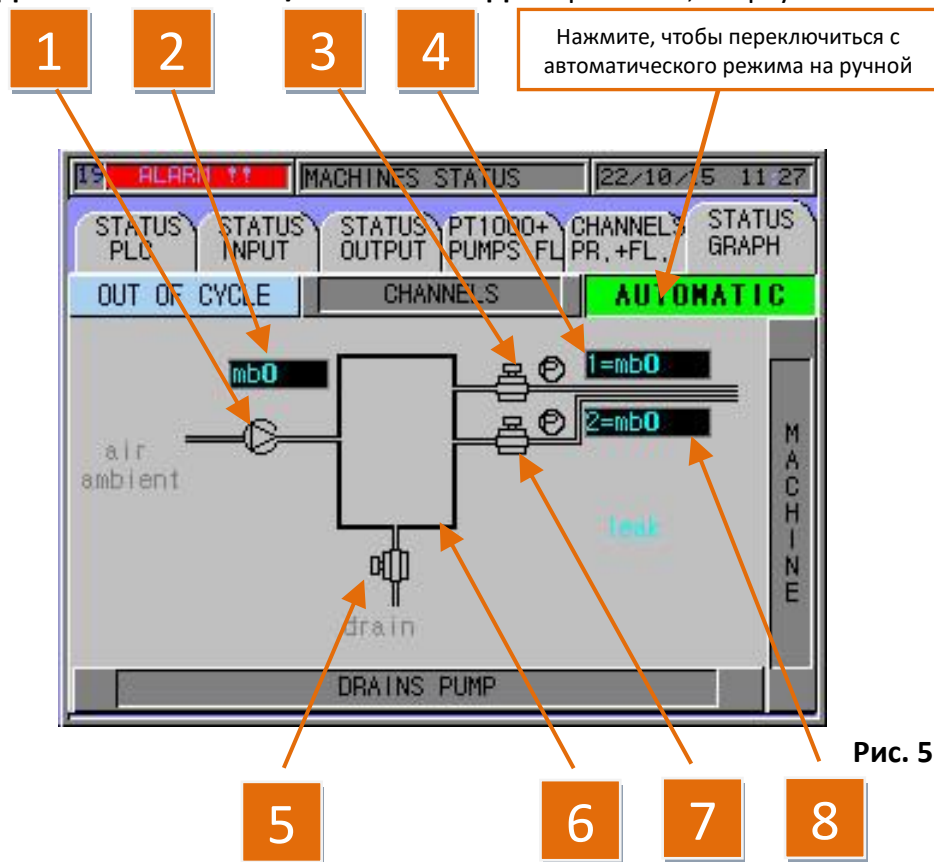 1
2
3
4
Нажмите, чтобы переключиться с
автоматического режима на ручной
19 ALARM !! MACHINES STATUS 22/10/15 11:27
STATUS PLC
STATUS INPUT
STATUS OUTPUT
PT1000+ PUMPS FL
CHANNELS PR.+FL.
STATUS GRAPH
OUT OF CYCLE CHANNELS AUTOMATIC
mb0
1=mb0
2=mb0
air
ambient
leak
MACHINE
drain
DRAINS PUMP
Рис. 5
5
6
7
8